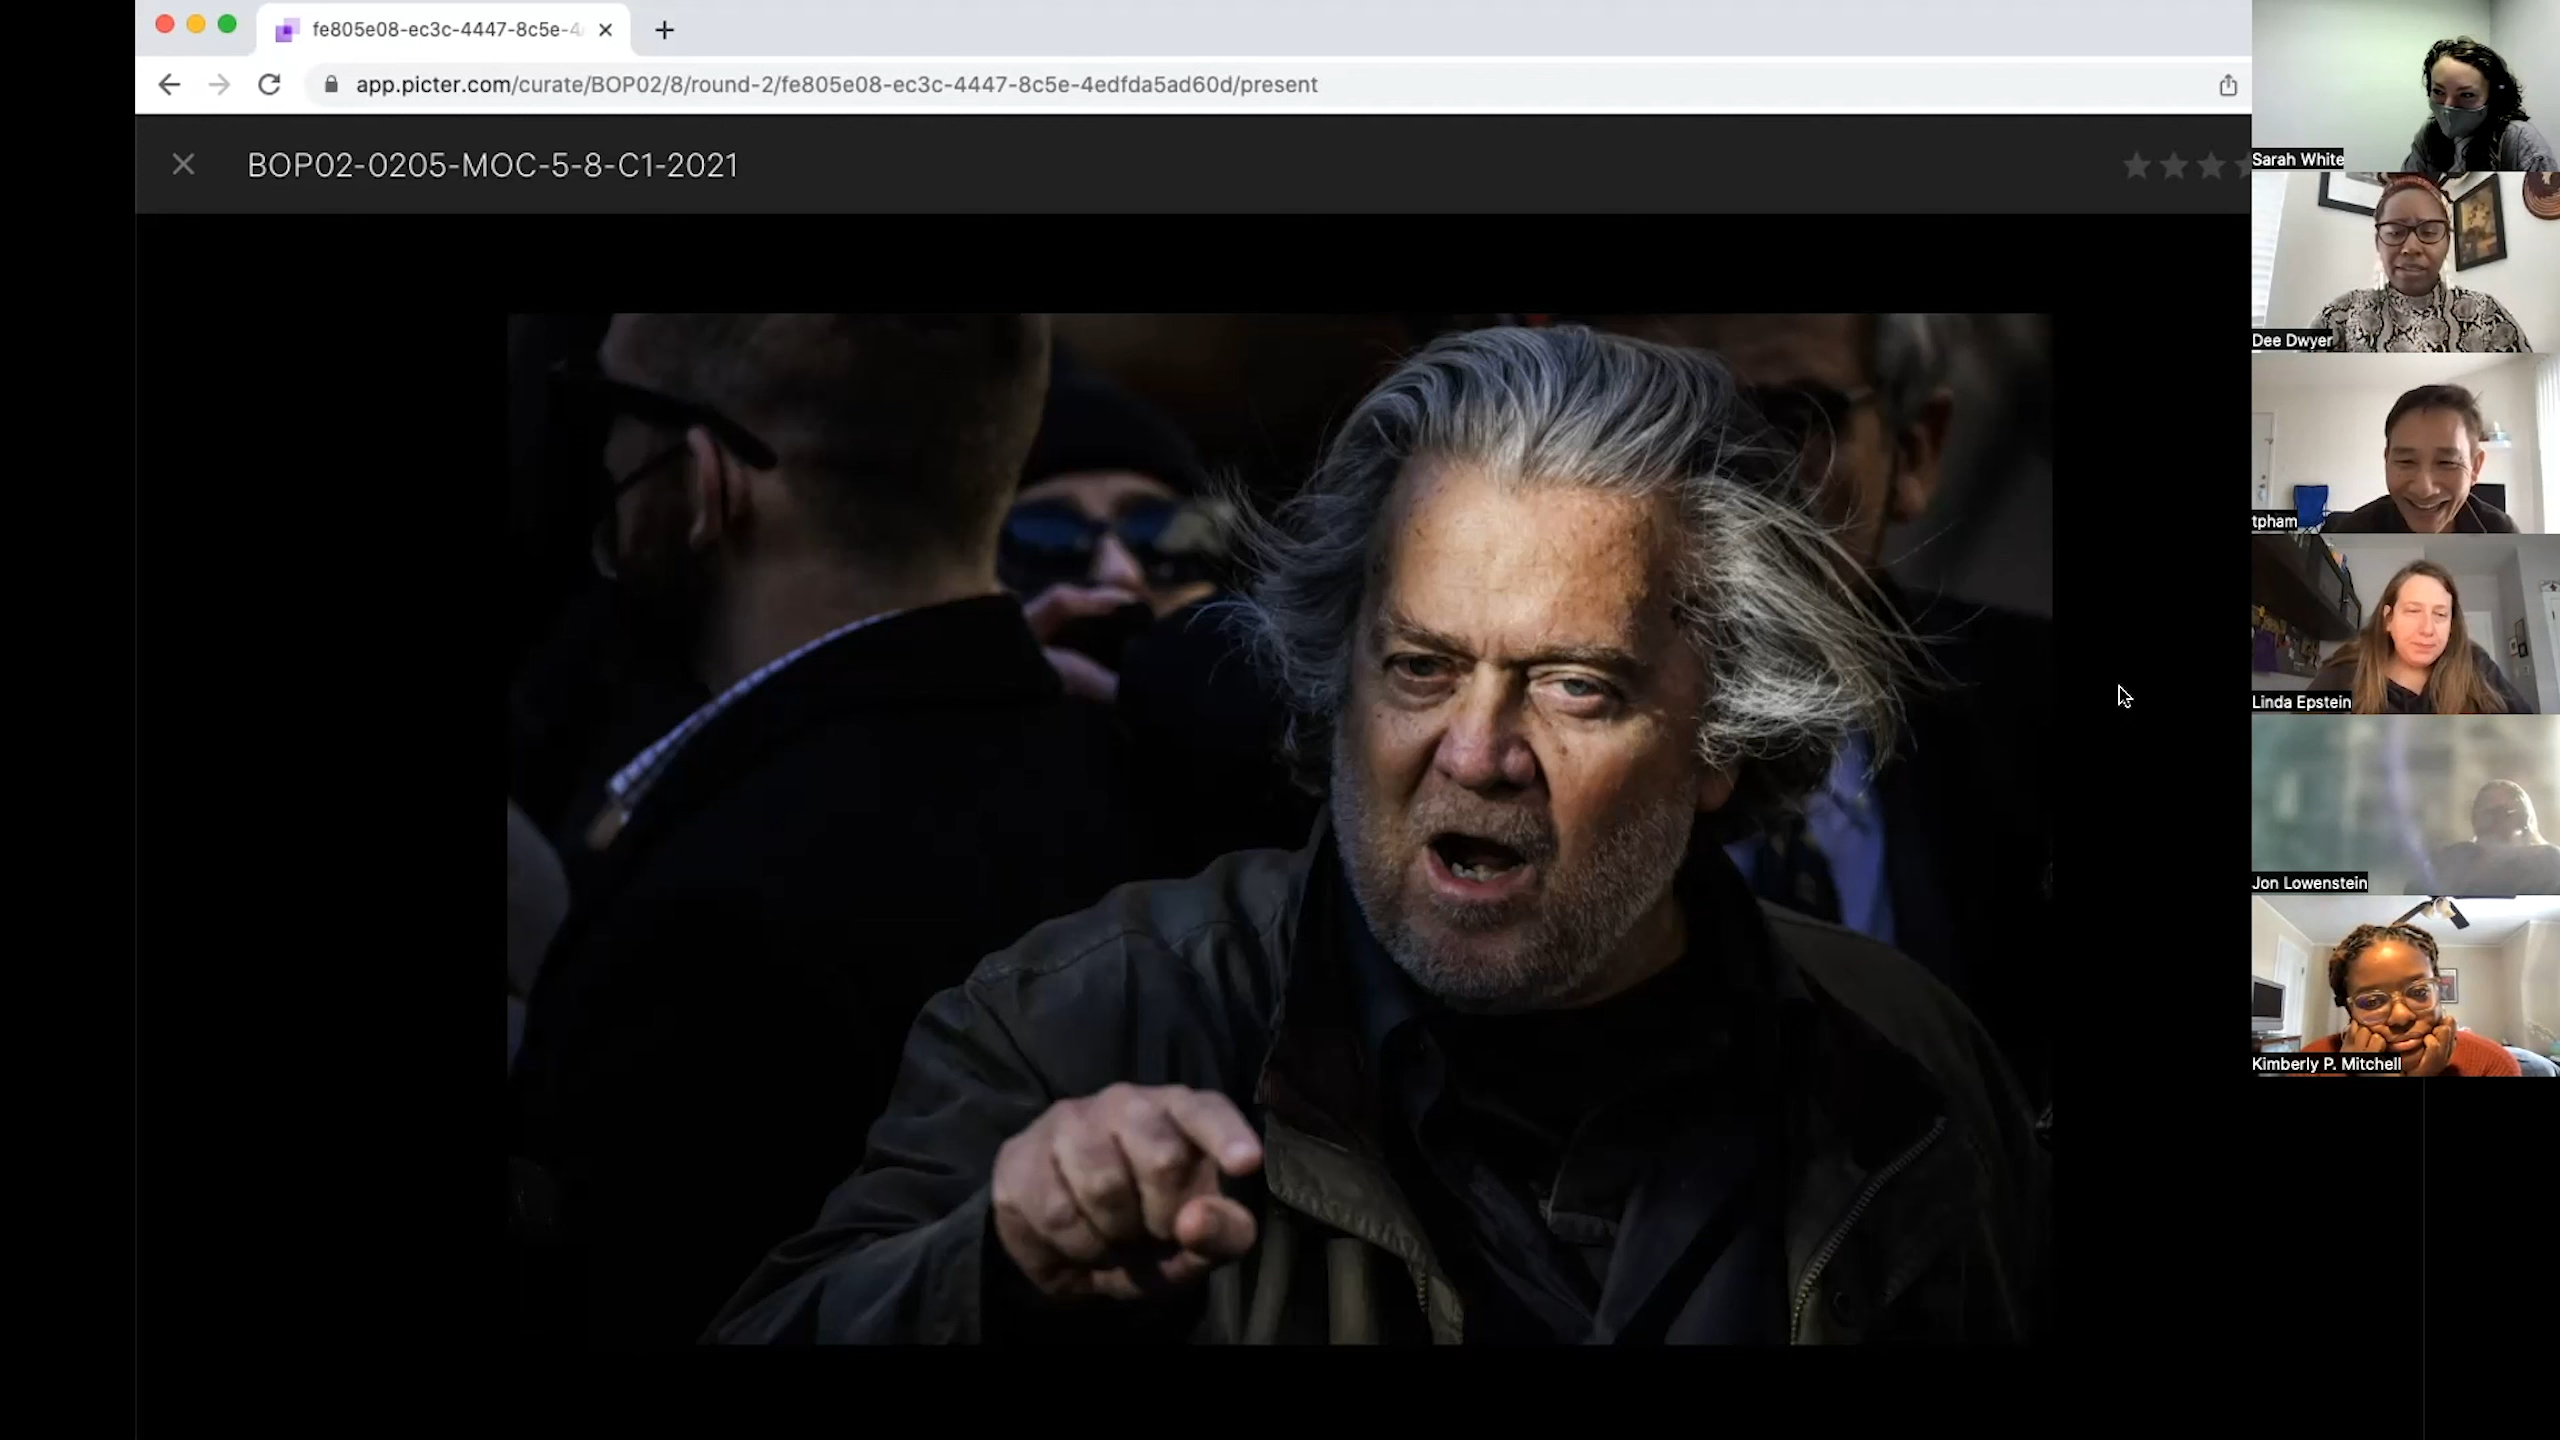 fe805e08-ec3c-4447-8c5e-4
app.picter.com/curate/BOP02/8/round-2/fe805e08-ec3c-4447-8c5e-4edfda5ad60d/present
BOP02-0205-MOC-5-8-C1-2021
Sarah White
Dee Dwyer
tpham
Linda Epstein
Jon Lowenstein
Kimberly P. Mitchell